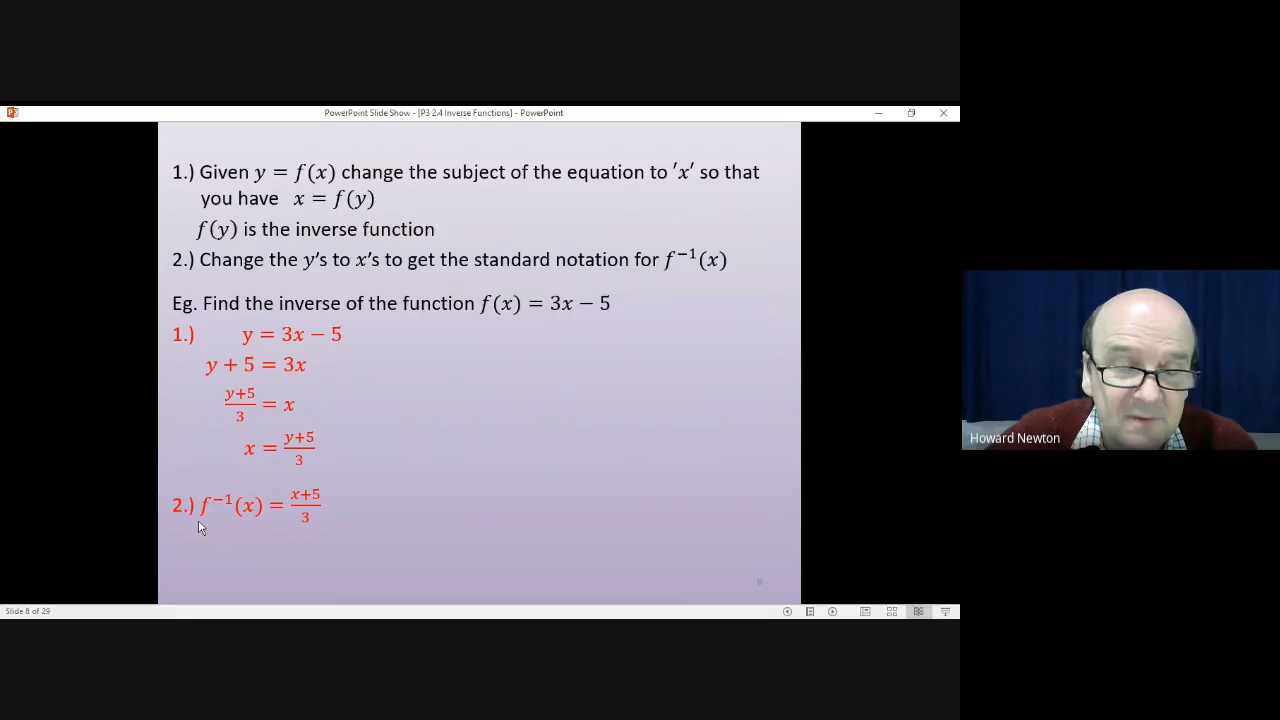 PowerPoint Slide Show - [P3 2.4 Inverse Functions] - PowerPoint
1.) Given y = f(x) change the subject of the equation to ′x′ so that
you have x = f(y)
f(y) is the inverse function
2.) Change the y's to x's to get the standard notation for f⁻¹(x)
Eg. Find the inverse of the function f(x) = 3x − 5
1.) y = 3x − 5
y + 5 = 3x
(y+5)/3 = x
x = (y+5)/3
2.) f⁻¹(x) = (x+5)/3
8
Slide 8 of 29
Howard Newton